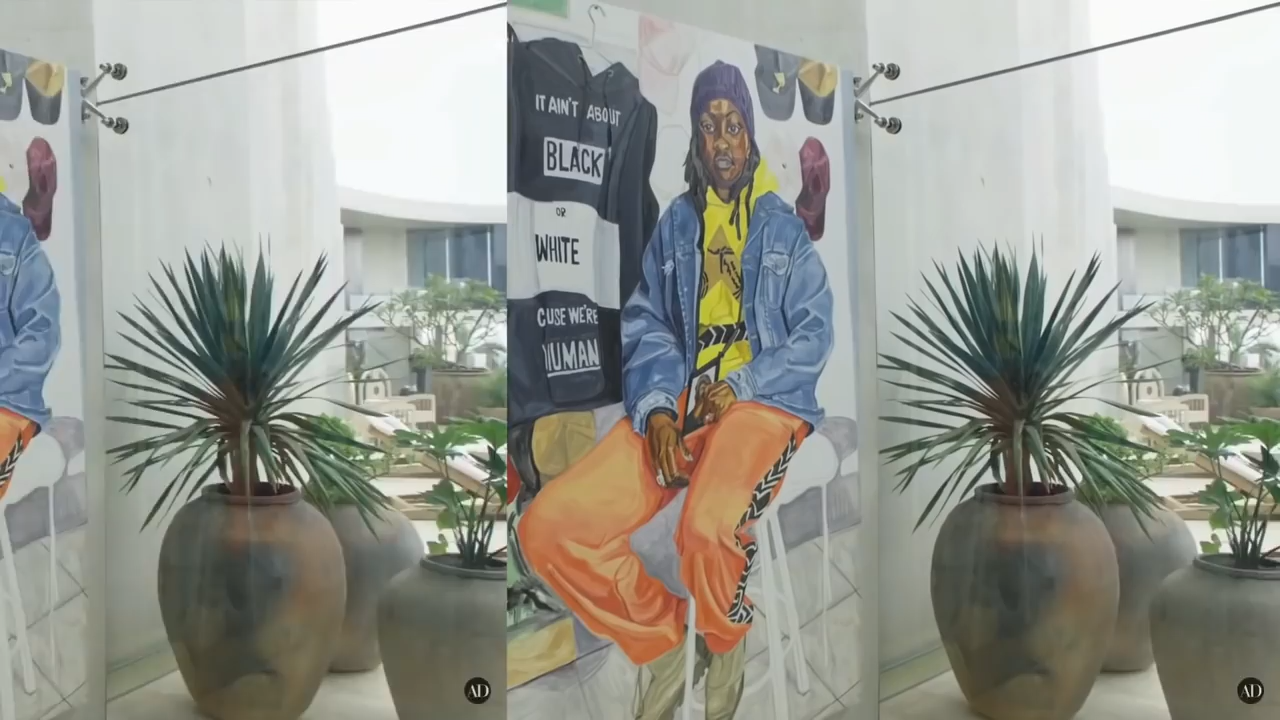 IT AIN'T ABOUT
BLACK
OR
WHITE
CUSE WE'RE
HUMAN
AD
AD